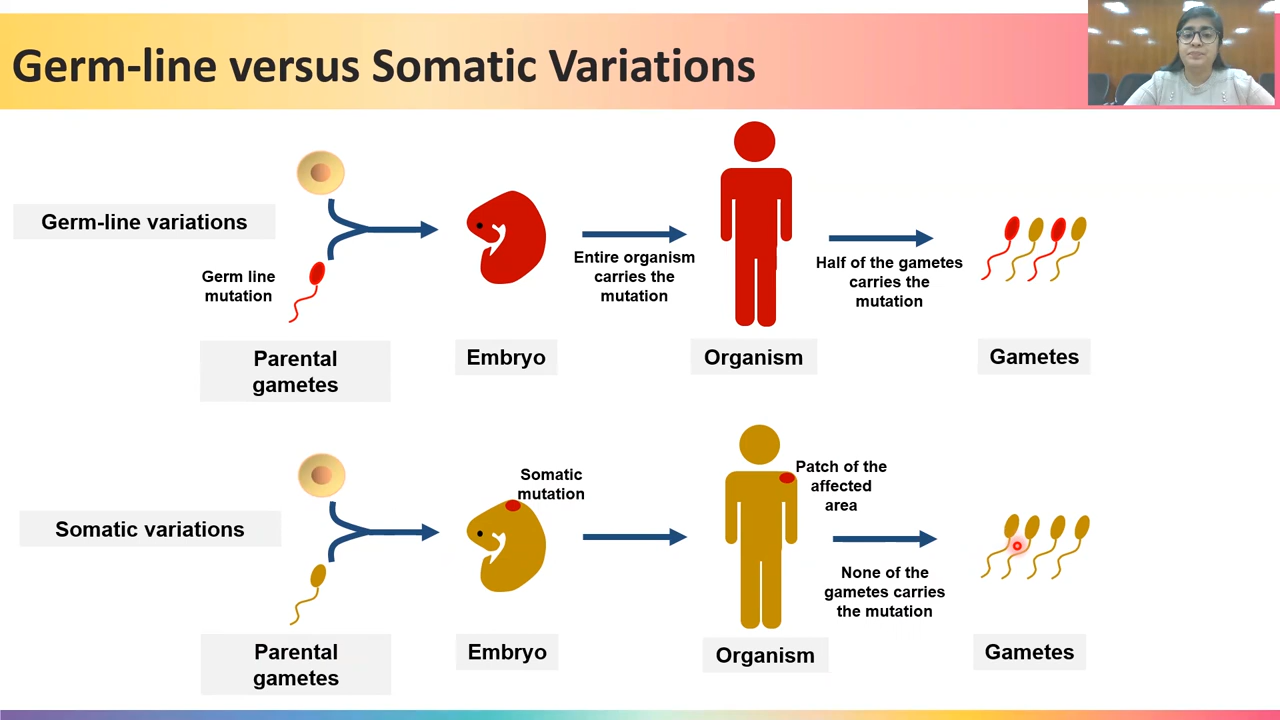 Germ-line versus Somatic Variations
Germ-line variations
Germ line
mutation
Parental
gametes
Embryo
Entire organism
carries the
mutation
Organism
Half of the gametes
carries the
mutation
Gametes
Somatic variations
Parental
gametes
Somatic
mutation
Embryo
Patch of the
affected
area
Organism
None of the
gametes carries
the mutation
Gametes